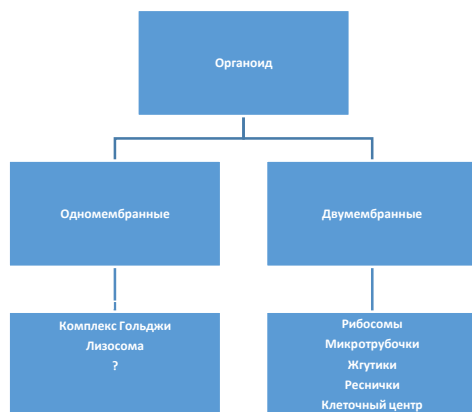 Органоид
Одномембранные
Двумембранные
Комплекс Гольджи
Лизосома
?
Рибосомы
Микротрубочки
Жгутики
Реснички
Клеточный центр